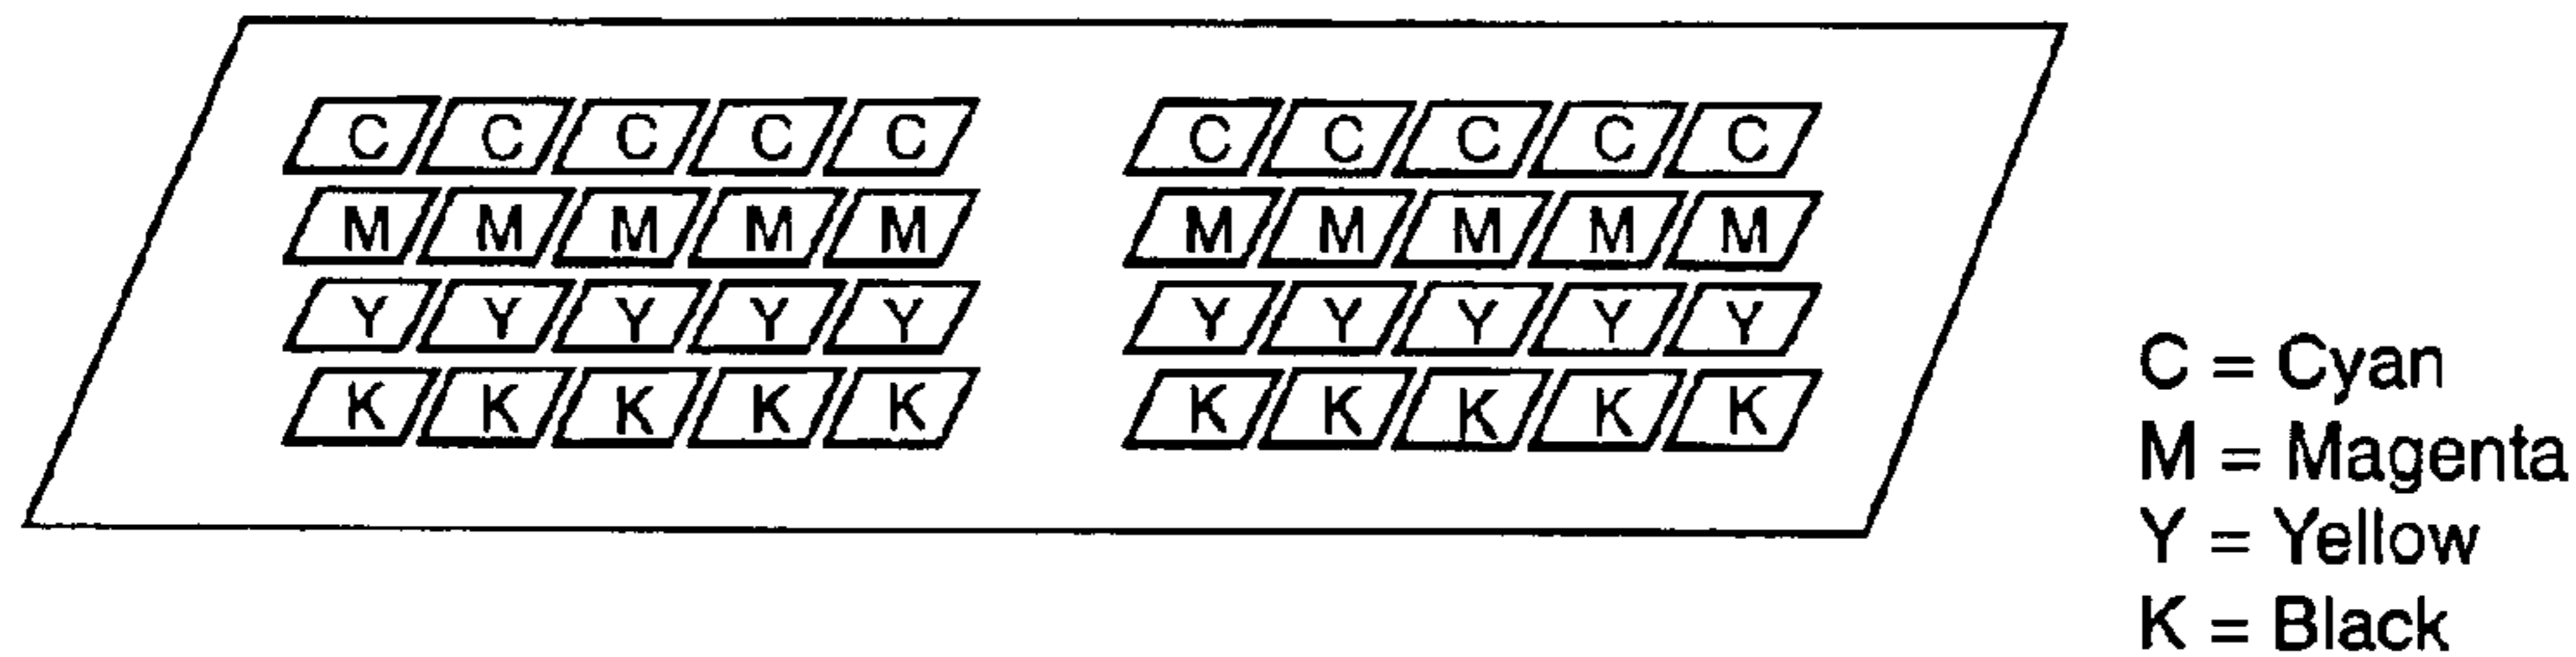 C C C C C C C C C C
M M M M M M M M M M
Y Y Y Y Y Y Y Y Y Y
K K K K K K K K K K
C = Cyan
M = Magenta
Y = Yellow
K = Black